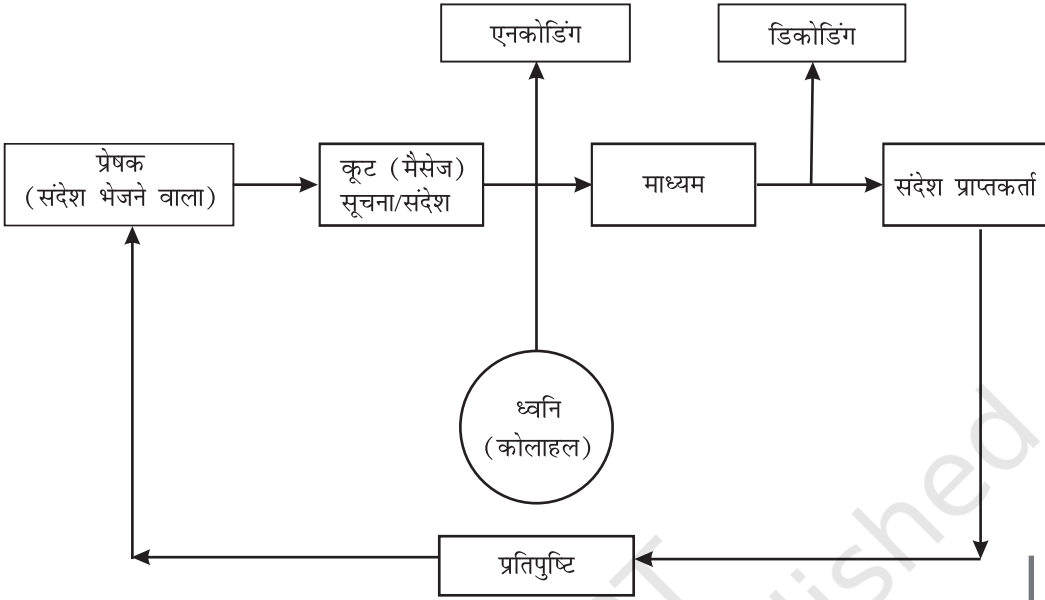 एनकोडिंग
डिकोडिंग
प्रेषक
(संदेश भेजने वाला)
कूट (मैसेज)
सूचना/संदेश
माध्यम
संदेश प्राप्तकर्ता
ध्वनि
(कोलाहल)
प्रतिपुष्टि